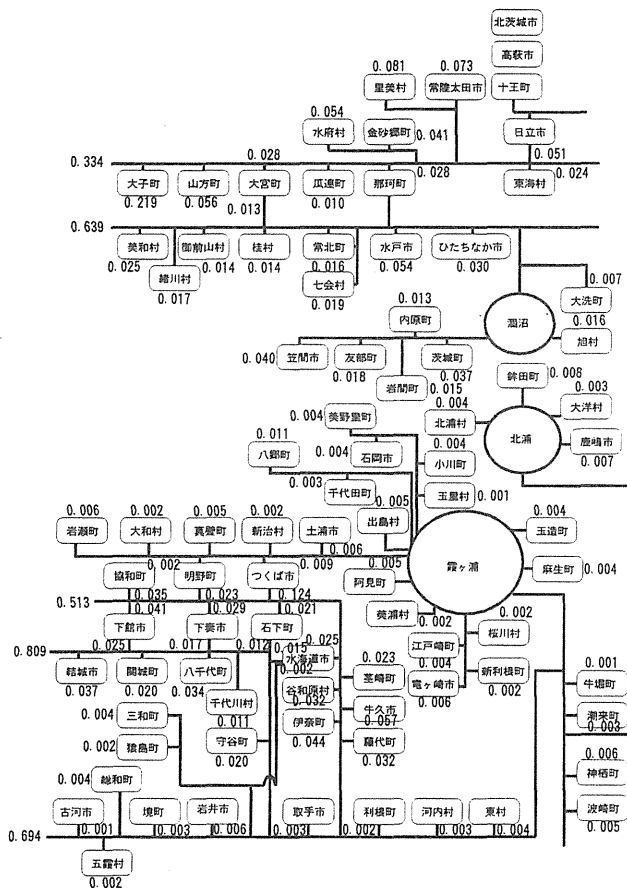 北茨城市
高萩市
0.081 0.073
里美村 常陸太田市 十王町
0.054
水府村 金砂郷町 0.041 日立市
0.028 0.051
0.334 0.028 0.024
大子町 山方町 大宮町 瓜連町 那珂町 東海村
0.219 0.056 0.013 0.010
0.639
美和村 御前山村 桂村 常北町 水戸市 ひたちなか市
0.025 0.014 0.014 0.016 0.054 0.030
緒川村 七会村
0.017 0.019
0.007
大洗町
0.013 0.016
内原町 涸沼 旭村
0.040 笠間市 友部町 茨城町
0.018 0.037
岩間町 0.015
鉾田町 0.008
0.004 0.003
0.004 美野里町 北浦村 大洋村
0.011 0.004 北浦
八郷町 0.004 石岡市 小川町 鹿嶋市
0.003 千代田町 0.007
玉里村 0.001
0.005
出島村
0.006 0.002 0.005 0.002 0.004
岩瀬町 大和村 真壁町 新治村 土浦市 玉造町
0.006
0.002 0.009 0.005 霞ヶ浦 麻生町 0.004
協和町 明野町 つくば市 阿見町
0.035 0.023 0.124
0.513
0.041 0.029 0.021 美浦村 0.002
下館市 下妻市 石下町 0.002 桜川村
0.025 0.017 0.012 0.015 0.025 江戸崎町
0.809 水海道市 0.004
0.002 0.023 新利根町 0.001
結城市 関城町 八千代町 谷和原村 茎崎町 竜ヶ崎市 0.002 牛堀町
0.037 0.020 0.034 0.032 0.006
0.004 三和町 千代川村 伊奈町 牛久市 潮来町
0.011 0.044 0.057 0.003
0.002 猿島町 守谷町 藤代町 0.006
0.020 0.032 神栖町
0.004 総和町
波崎町
0.005
古河市 境町 岩井市 取手市 利根町 河内村 東村
0.694 0.001 0.003 0.006 0.003 0.002 0.003 0.004
五霞村
0.002